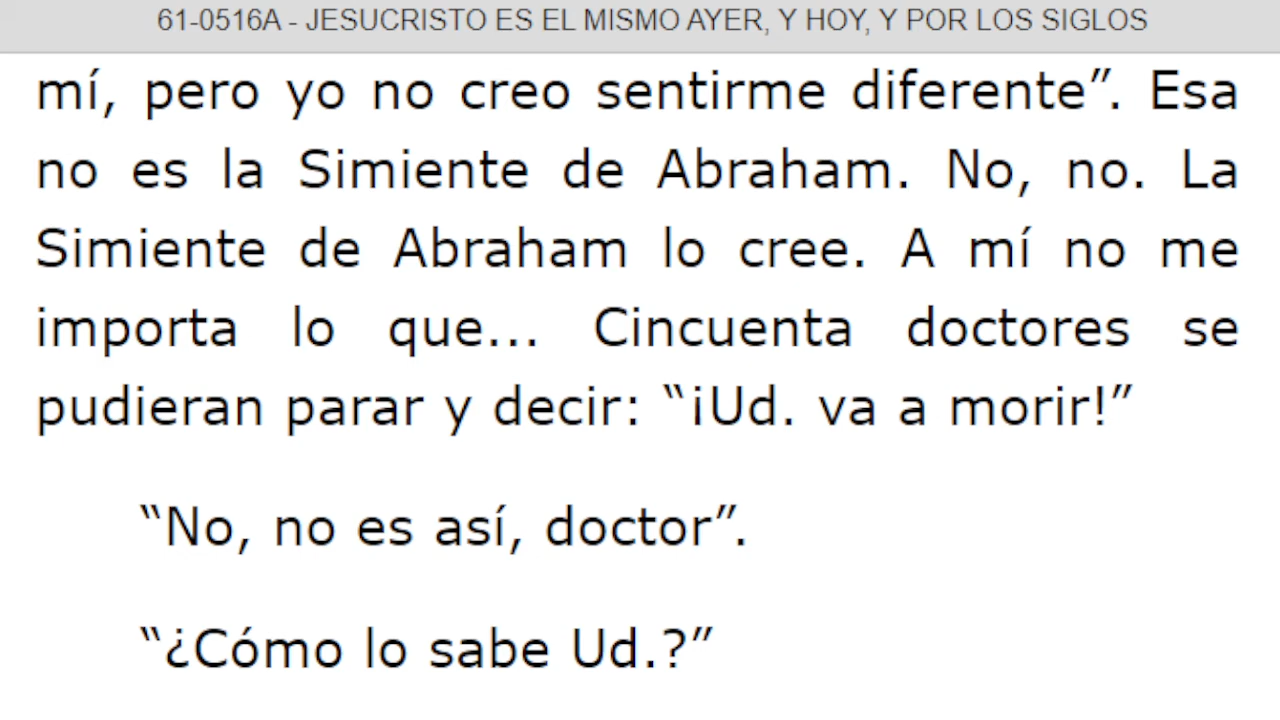 61-0516A - JESUCRISTO ES EL MISMO AYER, Y HOY, Y POR LOS SIGLOS
mí, pero yo no creo sentirme diferente”. Esa
no es la Simiente de Abraham. No, no. La
Simiente de Abraham lo cree. A mí no me
importa lo que... Cincuenta doctores se
pudieran parar y decir: “¡Ud. va a morir!”
“No, no es así, doctor”.
“¿Cómo lo sabe Ud.?”